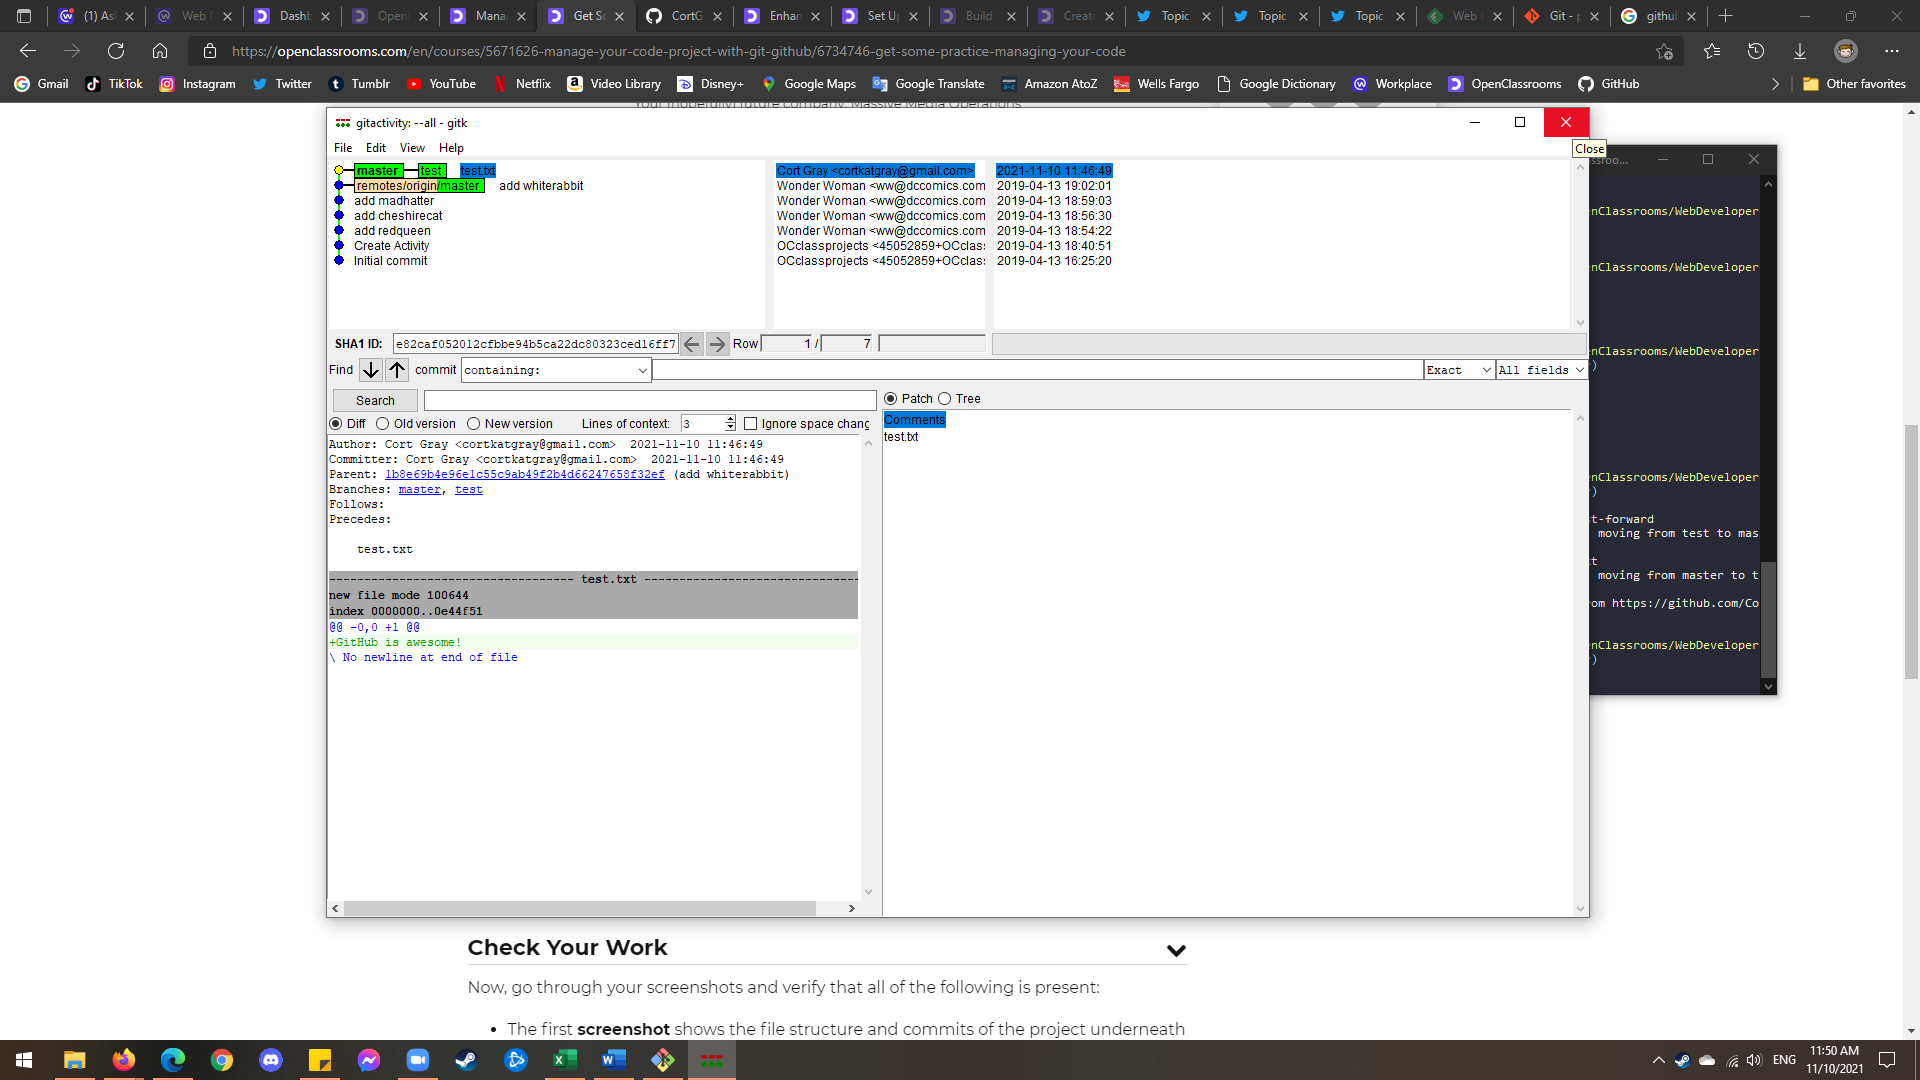 (1) As
Web D
Dashb
Open
Mana
Get So
CortG
Enhan
Set Up
Build
Create
Topic
Topic
Topic
Web
Git - p
github
https://openclassrooms.com/en/courses/5671626-manage-your-code-project-with-git-github/6734746-get-some-practice-managing-your-code
Gmail TikTok Instagram Twitter Tumblr YouTube Netflix Video Library Disney+ Google Maps Google Translate Amazon AtoZ Wells Fargo Google Dictionary Workplace OpenClassrooms GitHub Other favorites
Your (hopefully) future company, Massive Media Operations
gitactivity: --all - gitk
Close
File Edit View Help
master test test.txt Cort Gray <cortkatgray@gmail.com> 2021-11-10 11:46:49
remotes/origin/master add whiterabbit Wonder Woman <ww@dccomics.com 2019-04-13 19:02:01
add madhatter Wonder Woman <ww@dccomics.com 2019-04-13 18:59:03
add cheshirecat Wonder Woman <ww@dccomics.com 2019-04-13 18:56:30
add redqueen Wonder Woman <ww@dccomics.com 2019-04-13 18:54:22
Create Activity OCclassprojects <45052859+OCclas 2019-04-13 18:40:51
Initial commit OCclassprojects <45052859+OCclas 2019-04-13 16:25:20
SHA1 ID: e82caf052012cfbbe94b5ca22dc80323ced16ff7 Row 1 / 7
Find commit containing: Exact All fields
Search
Patch Tree
Diff Old version New version Lines of context: 3 Ignore space chang
Comments
test.txt
Author: Cort Gray <cortkatgray@gmail.com> 2021-11-10 11:46:49
Committer: Cort Gray <cortkatgray@gmail.com> 2021-11-10 11:46:49
Parent: 1b8e69b4e96e1c55c9ab49f2b4d66247658f32ef (add whiterabbit)
Branches: master, test
Follows:
Precedes:
test.txt
test.txt
new file mode 100644
index 0000000..0e44f51
@@ -0,0 +1 @@
+GitHub is awesome!
\ No newline at end of file
ssroo...
nClassrooms/WebDeveloper
nClassrooms/WebDeveloper
nClassrooms/WebDeveloper
)
nClassrooms/WebDeveloper
)
t-forward
moving from test to mas
t
moving from master to t
om https://github.com/Co
nClassrooms/WebDeveloper
)
Check Your Work
Now, go through your screenshots and verify that all of the following is present:
• The first screenshot shows the file structure and commits of the project underneath
ENG
11:50 AM
11/10/2021